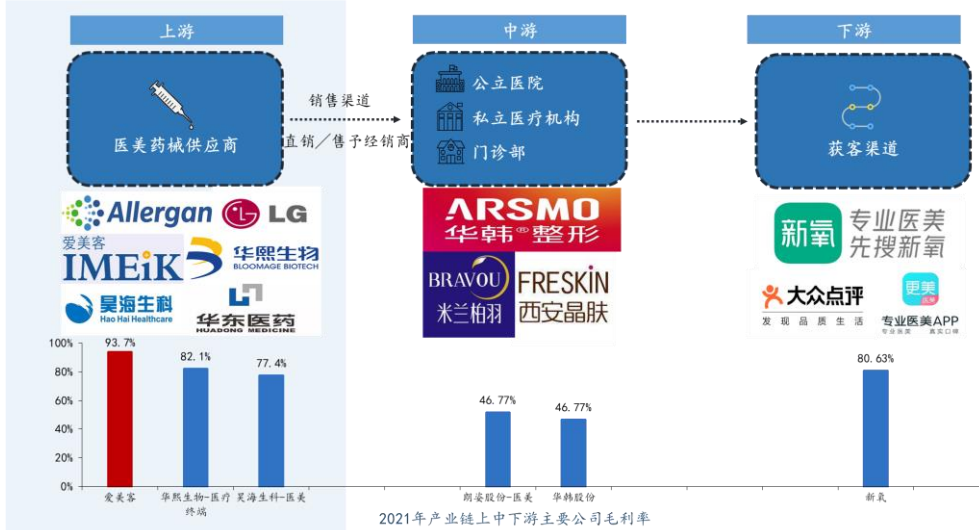 上游
中游
下游
医美药械供应商
销售渠道
直销／售予经销商
公立医院
私立医疗机构
门诊部
获客渠道
Allergan
LG
爱美客
IMEiK
华熙生物
BLOOMAGE BIOTECH
昊海生科
Hao Hai Healthcare
华东医药
HUADONG MEDICINE
ARSMO
华韩®整形
BRAVOU
米兰柏羽
FRESKIN
西安晶肤
新氧
专业医美
先搜新氧
大众点评
发现品质生活
更美
专业医美APP
专业医美 真实口碑
100%
80%
60%
40%
20%
0%
93.7%
82.1%
77.4%
46.77%
46.77%
80.63%
爱美客
华熙生物-医疗
终端
昊海生科-医美
朗姿股份-医美
华韩股份
新氧
2021年产业链上中下游主要公司毛利率